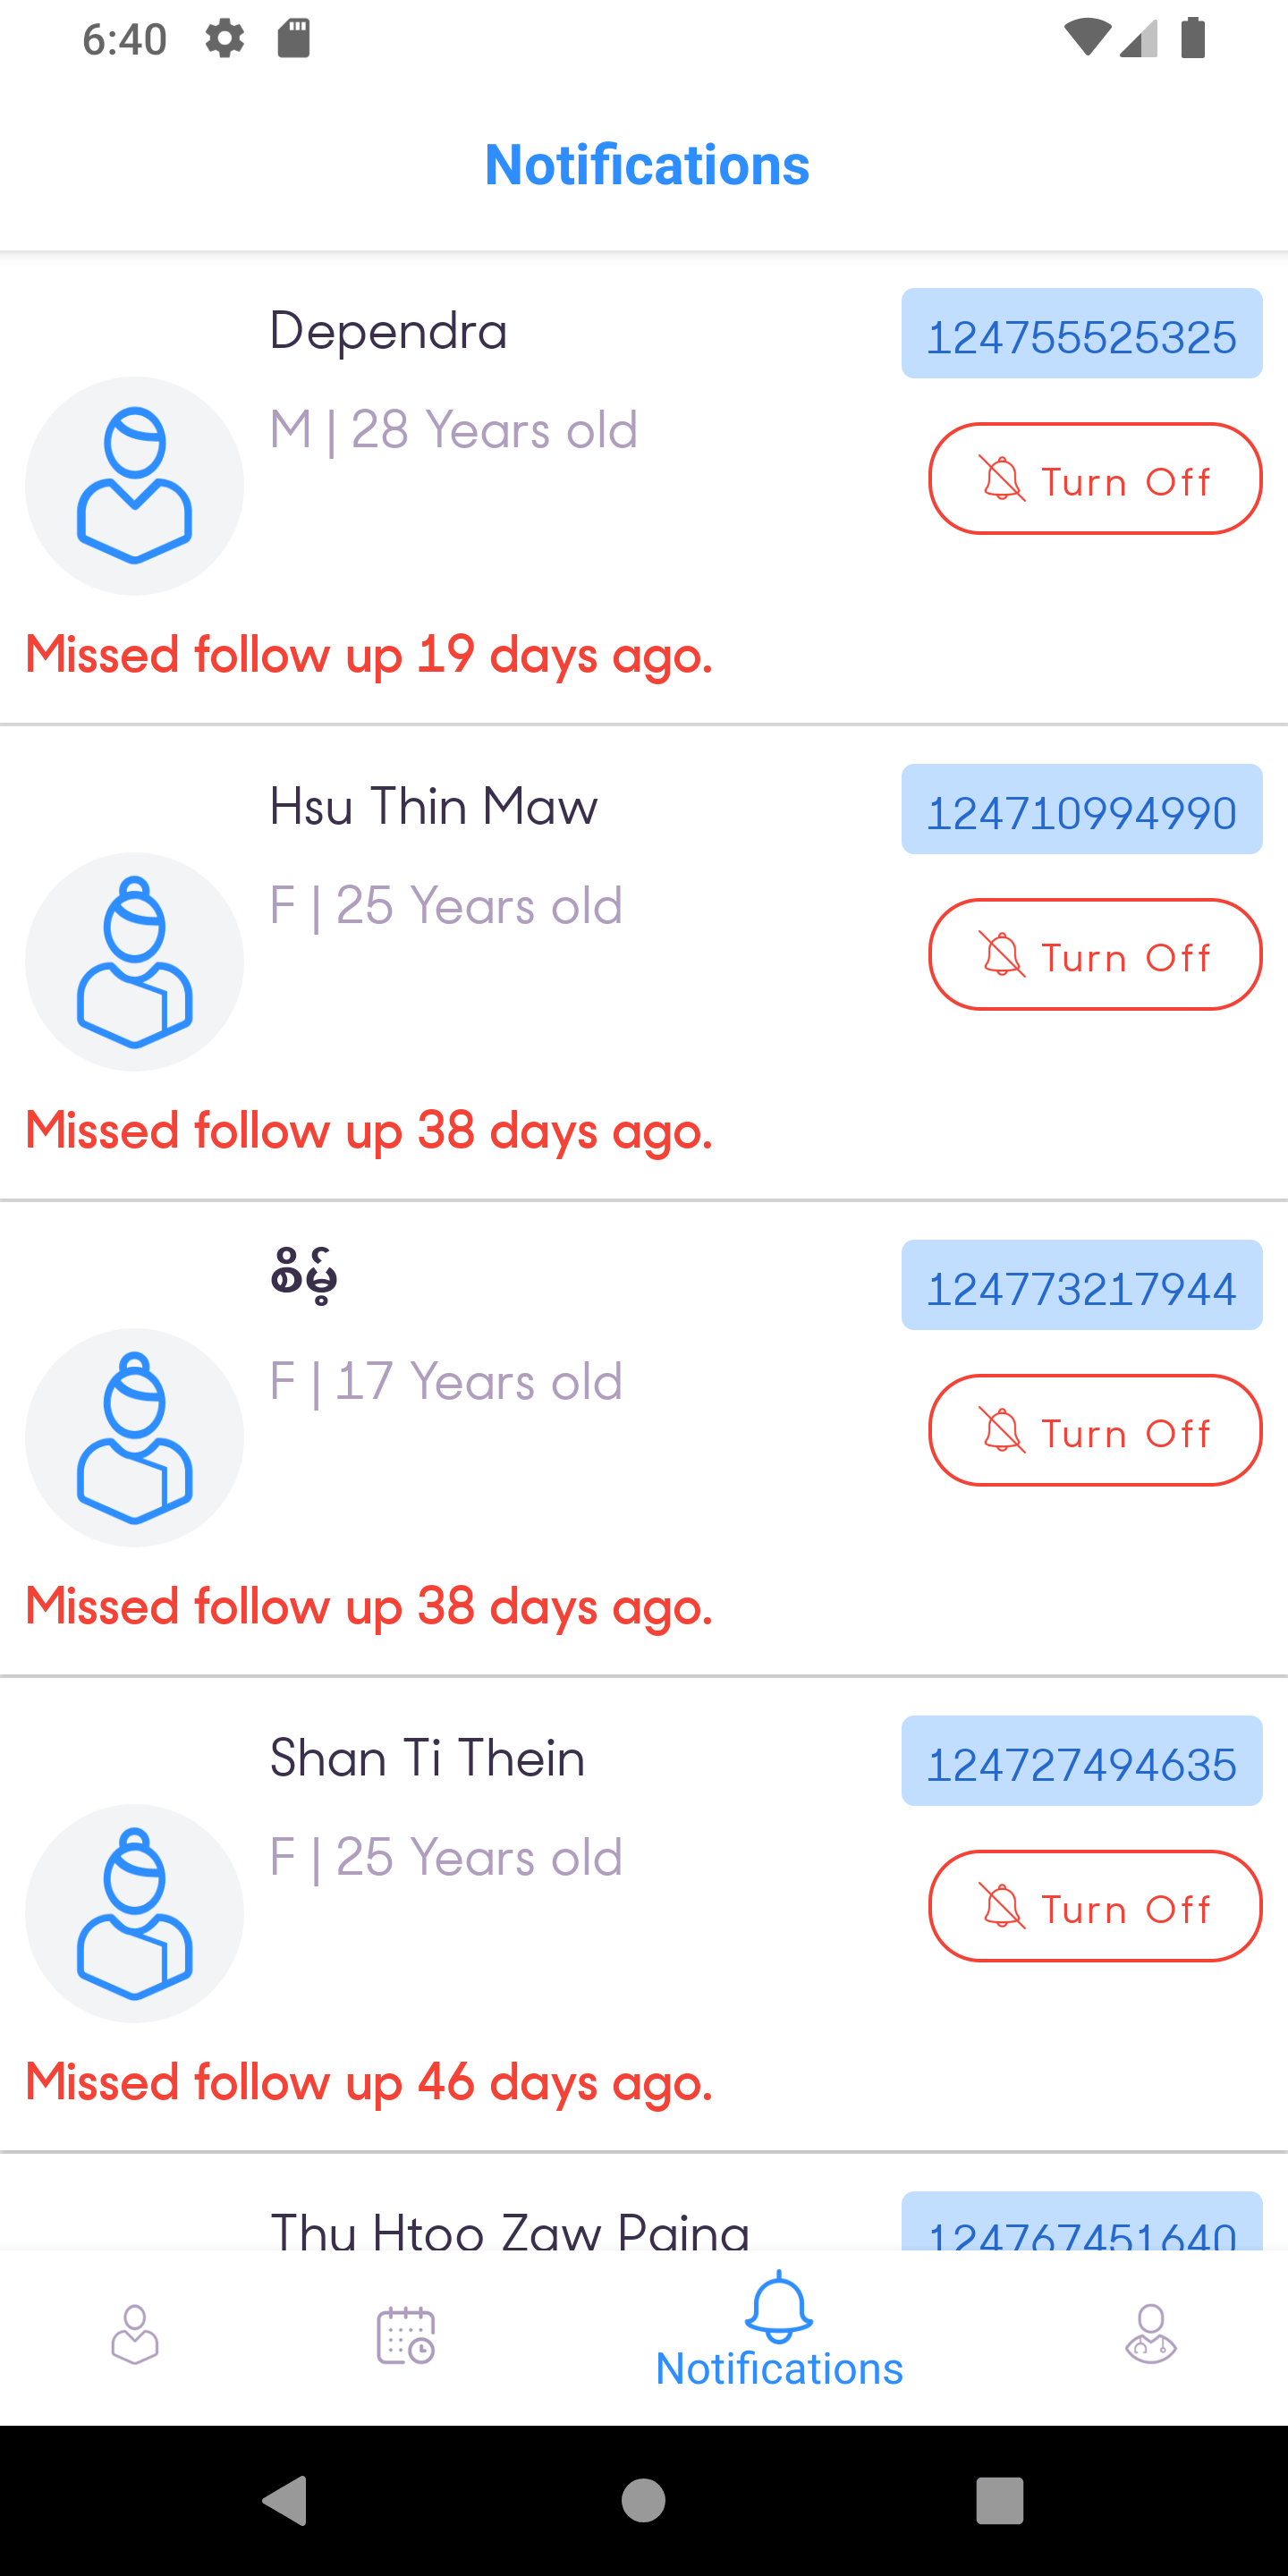 6:40
Notifications
Dependra
124755525325
M | 28 Years old
Turn Off
Missed follow up 19 days ago.
Hsu Thin Maw
124710994990
F | 25 Years old
Turn Off
Missed follow up 38 days ago.
စိမ့်
124773217944
F | 17 Years old
Turn Off
Missed follow up 38 days ago.
Shan Ti Thein
124727494635
F | 25 Years old
Turn Off
Missed follow up 46 days ago.
Thu Htoo Zaw Paing
124767451640
Notifications